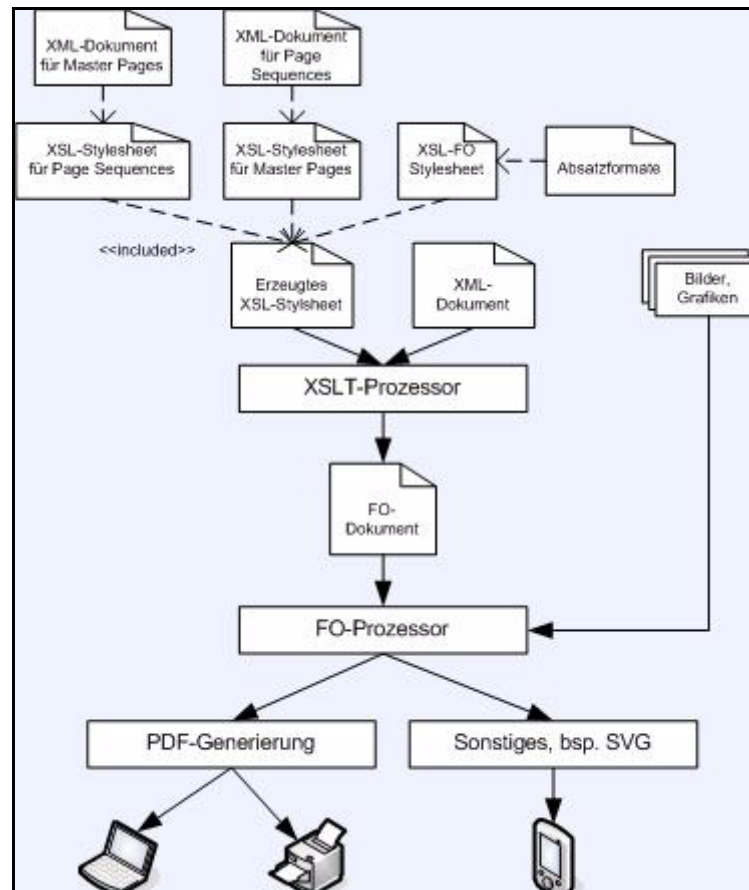 XML-Dokument
für Master Pages
XML-Dokument
für Page
Sequences
XSL-Stylesheet
für Page Sequences
XSL-Stylesheet
für Master Pages
XSL-FO
Stylesheet
Absatzformate
<<included>>
Erzeugtes
XSL-Stylsheet
XML-
Dokument
Bilder,
Grafiken
XSLT-Prozessor
FO-
Dokument
FO-Prozessor
PDF-Generierung
Sonstiges, bsp. SVG